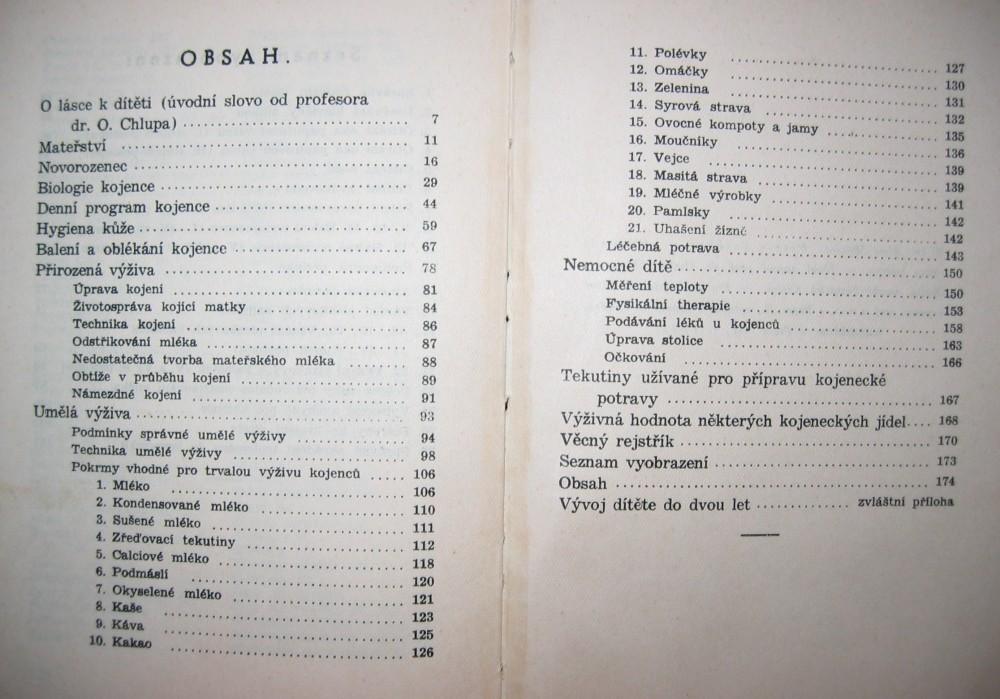 OBSAH.
O lásce k dítěti (úvodní slovo od profesora
dr. O. Chlupa) 7
Mateřství 11
Novorozenec 16
Biologie kojence 29
Denní program kojence 44
Hygiena kůže 59
Balení a oblékání kojence 67
Přirozená výživa 78
Úprava kojení 81
Životospráva kojící matky 84
Technika kojení 86
Odstřikování mléka 87
Nedostatečná tvorba mateřského mléka 88
Obtíže v průběhu kojení 89
Námezdné kojení 91
Umělá výživa 93
Podmínky správné umělé výživy 94
Technika umělé výživy 98
Pokrmy vhodné pro trvalou výživu kojenců 106
1. Mléko 106
2. Kondensované mléko 110
3. Sušené mléko 111
4. Zřeďovací tekutiny 112
5. Calciové mléko 118
6. Podmáslí 120
7. Okyselené mléko 121
8. Kaše 123
9. Káva 125
10. Kakao 126
11. Polévky 127
12. Omáčky 130
13. Zelenina 131
14. Syrová strava 132
15. Ovocné kompoty a jamy 135
16. Moučníky 136
17. Vejce 139
18. Masitá strava 139
19. Mléčné výrobky 141
20. Pamlsky 142
21. Uhašení žízně 142
Léčebná potrava 143
Nemocné dítě 150
Měření teploty 150
Fysikální therapie 153
Podávání léků u kojenců 158
Úprava stolice 163
Očkování 166
Tekutiny užívané pro přípravu kojenecké
potravy 167
Výživná hodnota některých kojeneckých jídel 168
Věcný rejstřík 170
Seznam vyobrazení 173
Obsah 174
Vývoj dítěte do dvou let zvláštní příloha